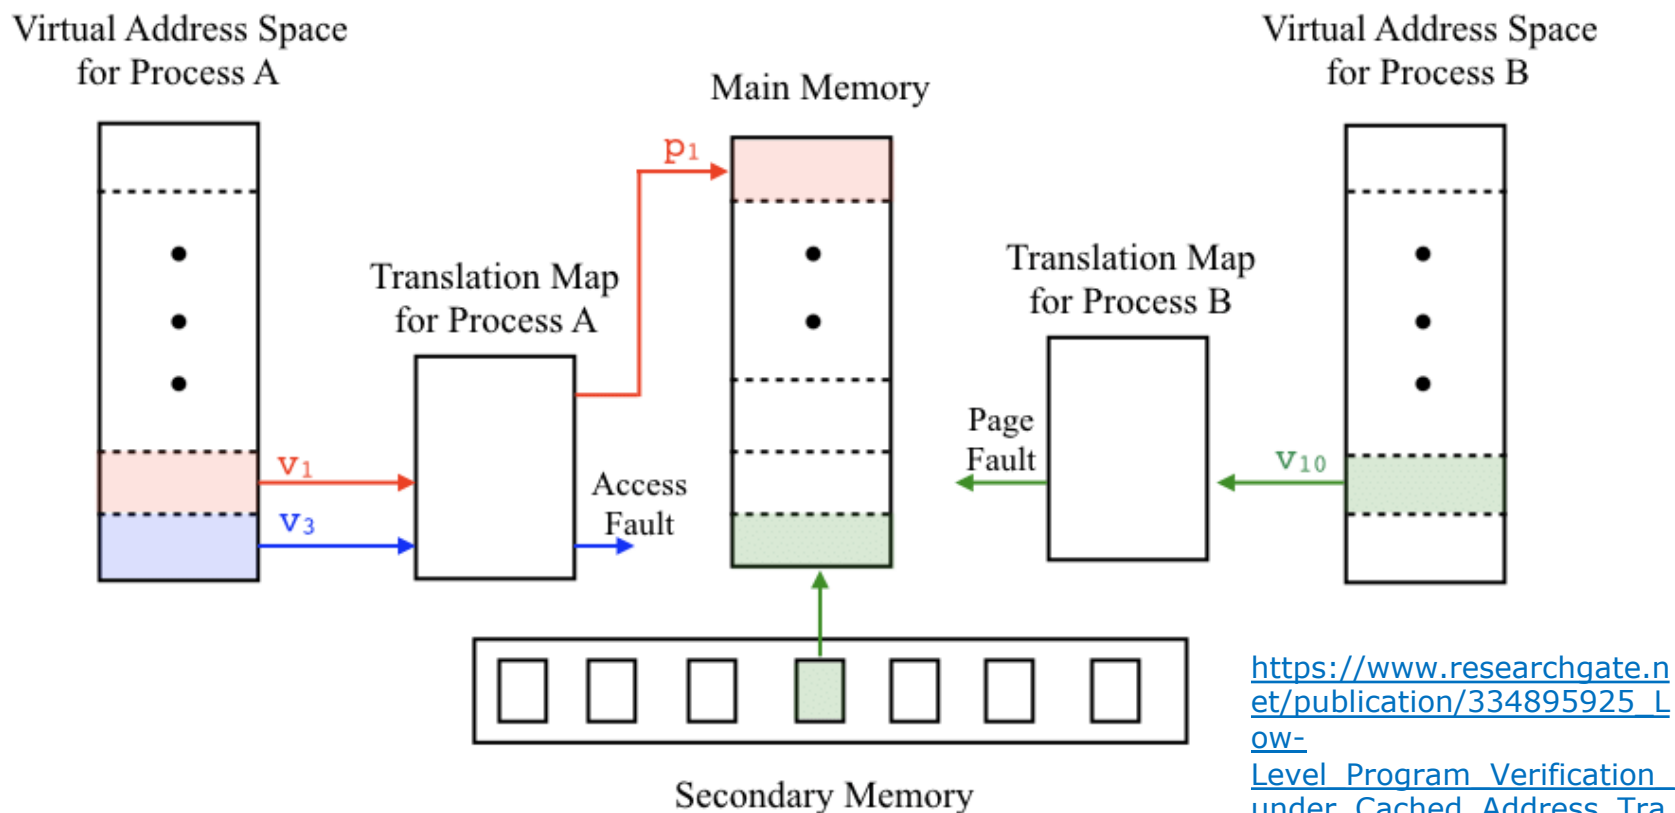 Virtual Address Space
for Process A
Main Memory
Virtual Address Space
for Process B
p1
Translation Map
for Process A
Translation Map
for Process B
v1
v3
Access
Fault
Page
Fault
v10
Secondary Memory
https://www.researchgate.n
et/publication/334895925_L
ow-
Level_Program_Verification_
under_Cached_Address_Tra